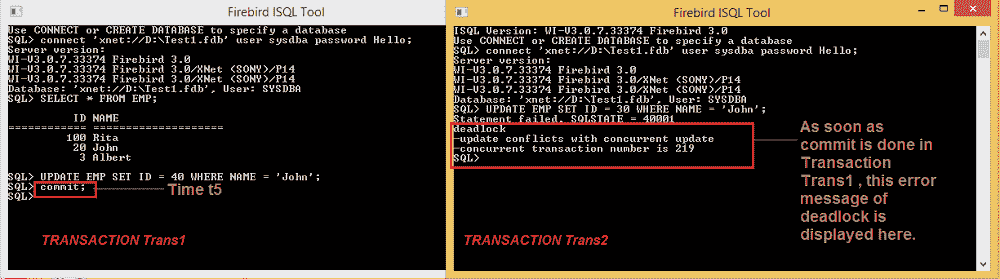 Firebird ISQL Tool
Use CONNECT or CREATE DATABASE to specify a database
SQL> connect 'xnet://D:\Test1.fdb' user sysdba password Hello;
Server version:
WI-V3.0.7.33374 Firebird 3.0
WI-V3.0.7.33374 Firebird 3.0/XNet (SONY)/P14
WI-V3.0.7.33374 Firebird 3.0/XNet (SONY)/P14
Database: 'xnet://D:\Test1.fdb', User: SYSDBA
SQL> SELECT * FROM EMP;
ID NAME
============ ====================
100 Rita
20 John
3 Albert
SQL> UPDATE EMP SET ID = 40 WHERE NAME = 'John';
SQL> commit;
Time t5
SQL>
TRANSACTION Trans1
Firebird ISQL Tool
ISQL Version: WI-V3.0.7.33374 Firebird 3.0
Use CONNECT or CREATE DATABASE to specify a database
SQL> connect 'xnet://D:\Test1.fdb' user sysdba password Hello;
Server version:
WI-V3.0.7.33374 Firebird 3.0
WI-V3.0.7.33374 Firebird 3.0/XNet (SONY)/P14
WI-V3.0.7.33374 Firebird 3.0/XNet (SONY)/P14
Database: 'xnet://D:\Test1.fdb', User: SYSDBA
SQL> UPDATE EMP SET ID = 30 WHERE NAME = 'John';
Statement failed, SQLSTATE = 40001
deadlock
-update conflicts with concurrent update
-concurrent transaction number is 219
SQL>
As soon as
commit is done in
Transaction
Trans1 , this error
message of
deadlock is
displayed here.
TRANSACTION Trans2